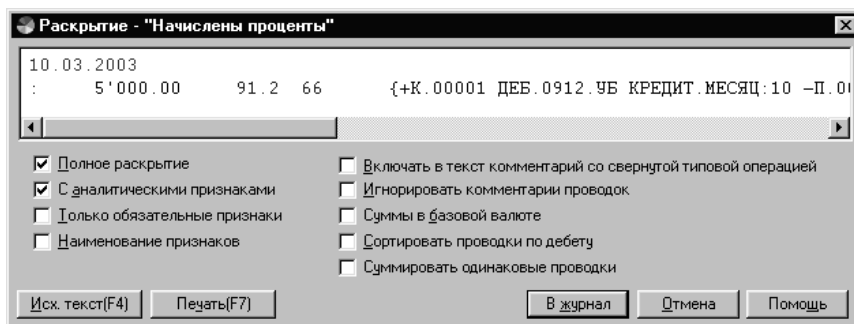 Раскрытие - "Начислены проценты"
10.03.2003
: 5'000.00 91.2 66 {+К.00001 ДЕБ.0912.УБ КРЕДИТ.МЕСЯЦ:10 –П.00
Полное раскрытие
С аналитическими признаками
Только обязательные признаки
Наименование признаков
Включать в текст комментарий со свернутой типовой операцией
Игнорировать комментарии проводок
Суммы в базовой валюте
Сортировать проводки по дебету
Суммировать одинаковые проводки
Исх. текст(F4) Печать(F7) В журнал Отмена Помощь